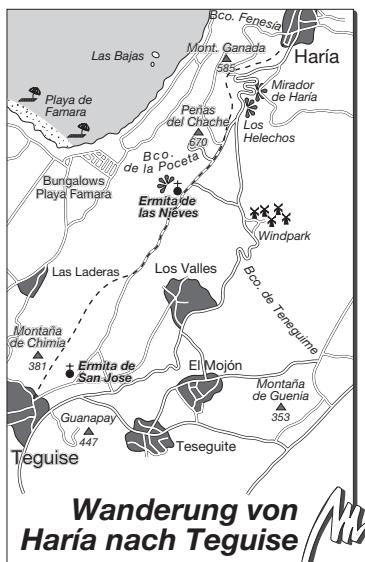 Bco. Fenesía
Haría
Mont. Ganada
585
Las Bajas
Mirador
de Haría
Playa de
Famara
Peñas
del Chache
670
Los
Helechos
Bco.
de la Poceta
Bungalows
Playa Famara
Ermita de
las Nieves
Windpark
Las Laderas
Los Valles
Bco. de Teneguime
Montaña
de Chimia
381
Ermita de
San José
El Mojón
Montaña
de Guenia
353
Guanapay
447
Teguise
Teseguite
Wanderung von
Haría nach Teguise